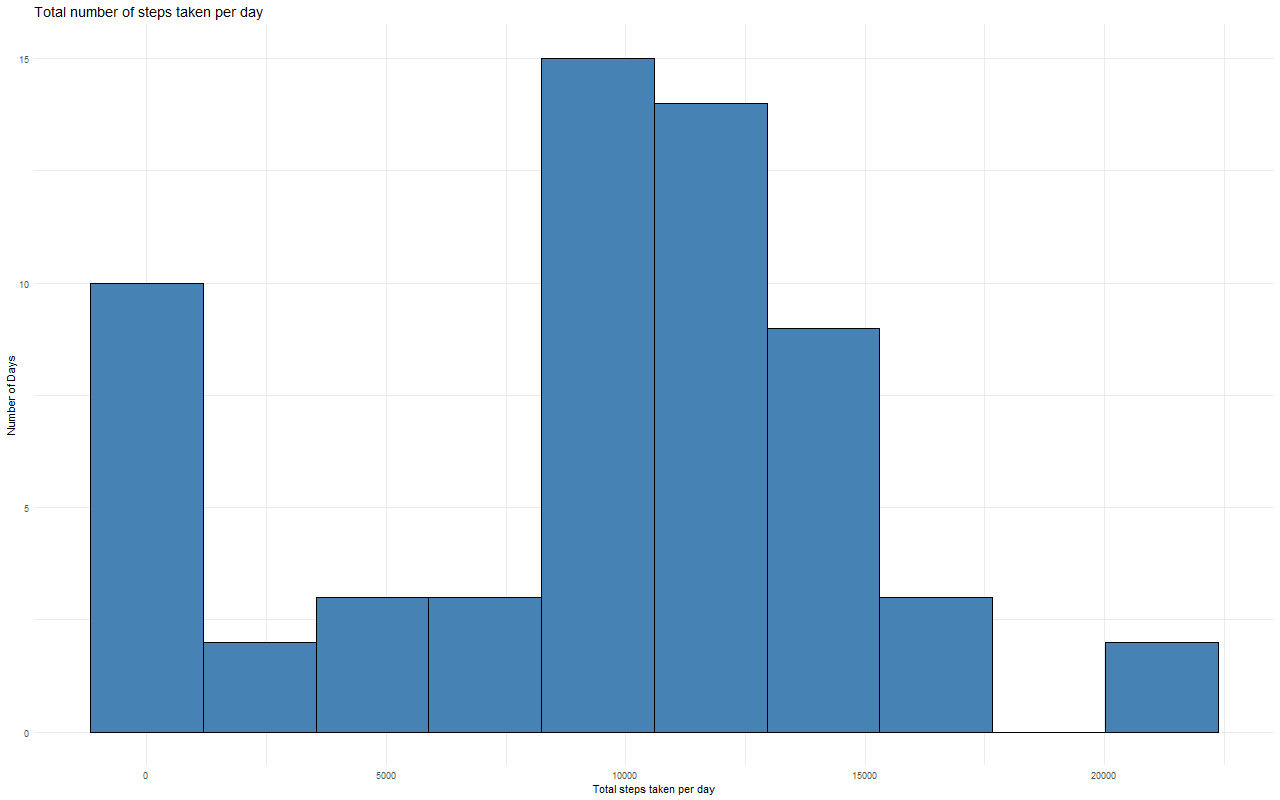 Total number of steps taken per day
15
10
5
0
Number of Days
0 5000 10000 15000 20000
Total steps taken per day